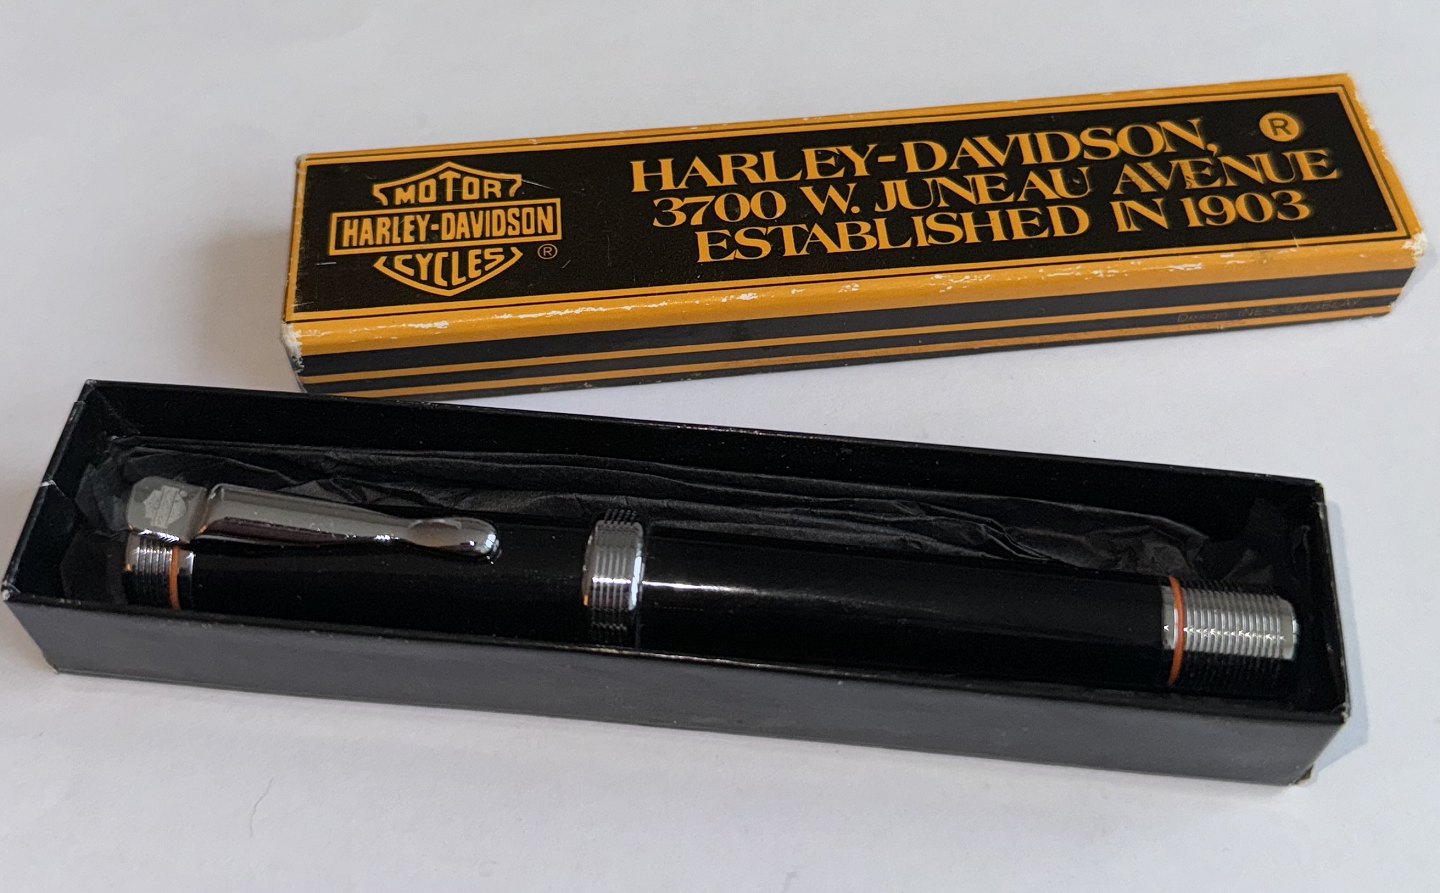 MOTOR
HARLEY-DAVIDSON
CYCLES
®
HARLEY-DAVIDSON, ®
3700 W. JUNEAU AVENUE
ESTABLISHED IN 1903